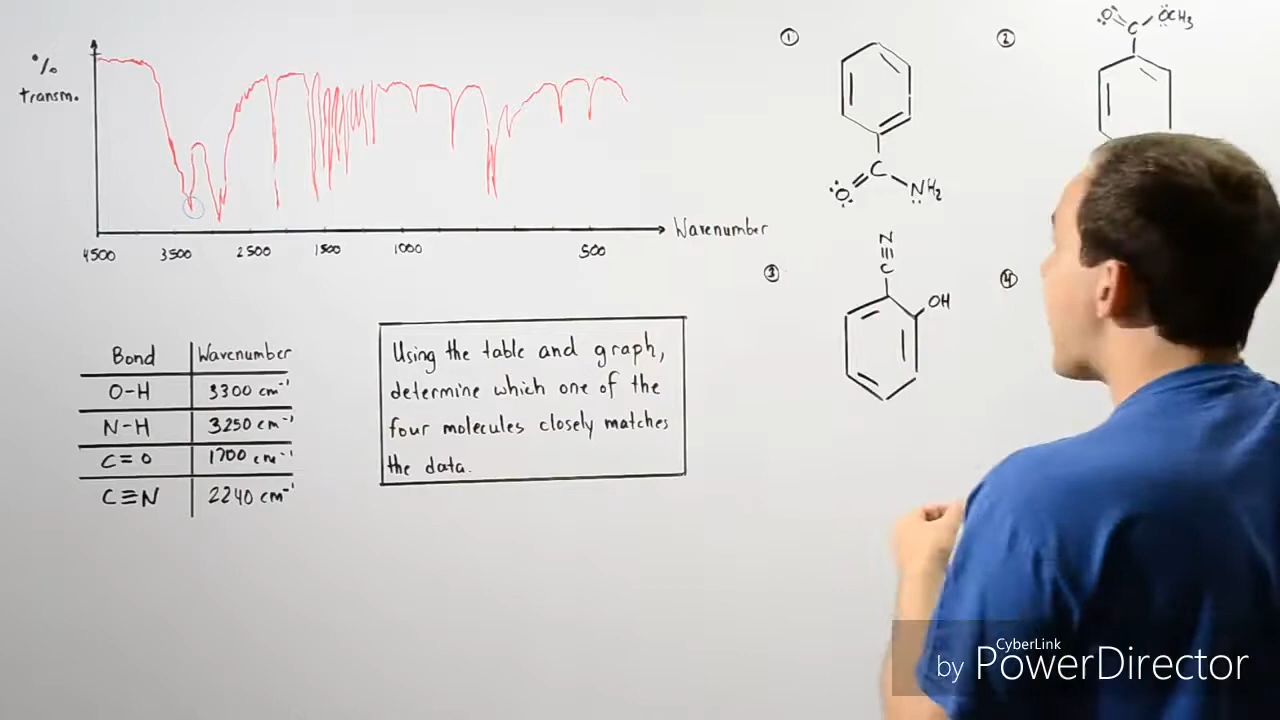 %
transm.
4500 3500 2500 1500 1000 500
Wavenumber
①
C
:O:
N̈H₂
②
:O
C
ÖCH₃
③
N
C
OH
④
Bond Wavenumber
O-H 3300 cm⁻¹
N-H 3250 cm⁻¹
C=O 1700 cm⁻¹
C≡N 2240 cm⁻¹
Using the table and graph,
determine which one of the
four molecules closely matches
the data.
CyberLink
by PowerDirector